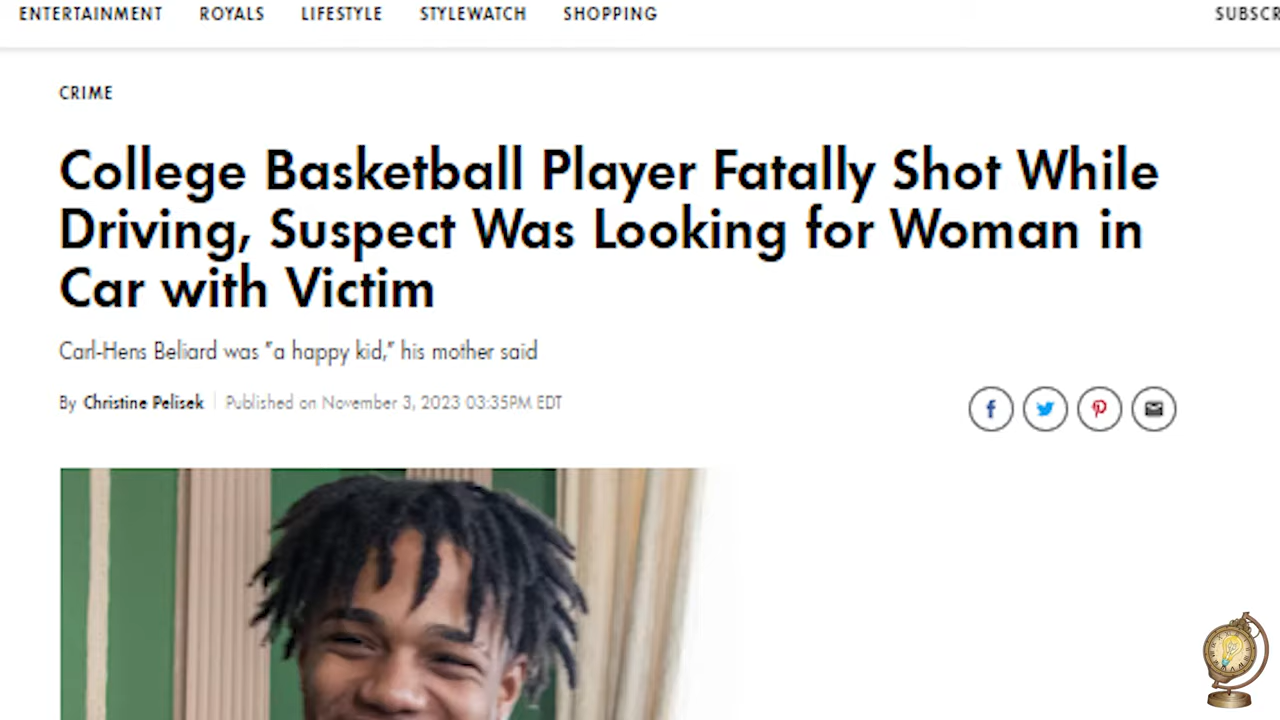 ENTERTAINMENT ROYALS LIFESTYLE STYLEWATCH SHOPPING SUBSCR
CRIME
College Basketball Player Fatally Shot While
Driving, Suspect Was Looking for Woman in
Car with Victim
Carl-Hens Beliard was "a happy kid," his mother said
By Christine Pelisek Published on November 3, 2023 03:35PM EDT